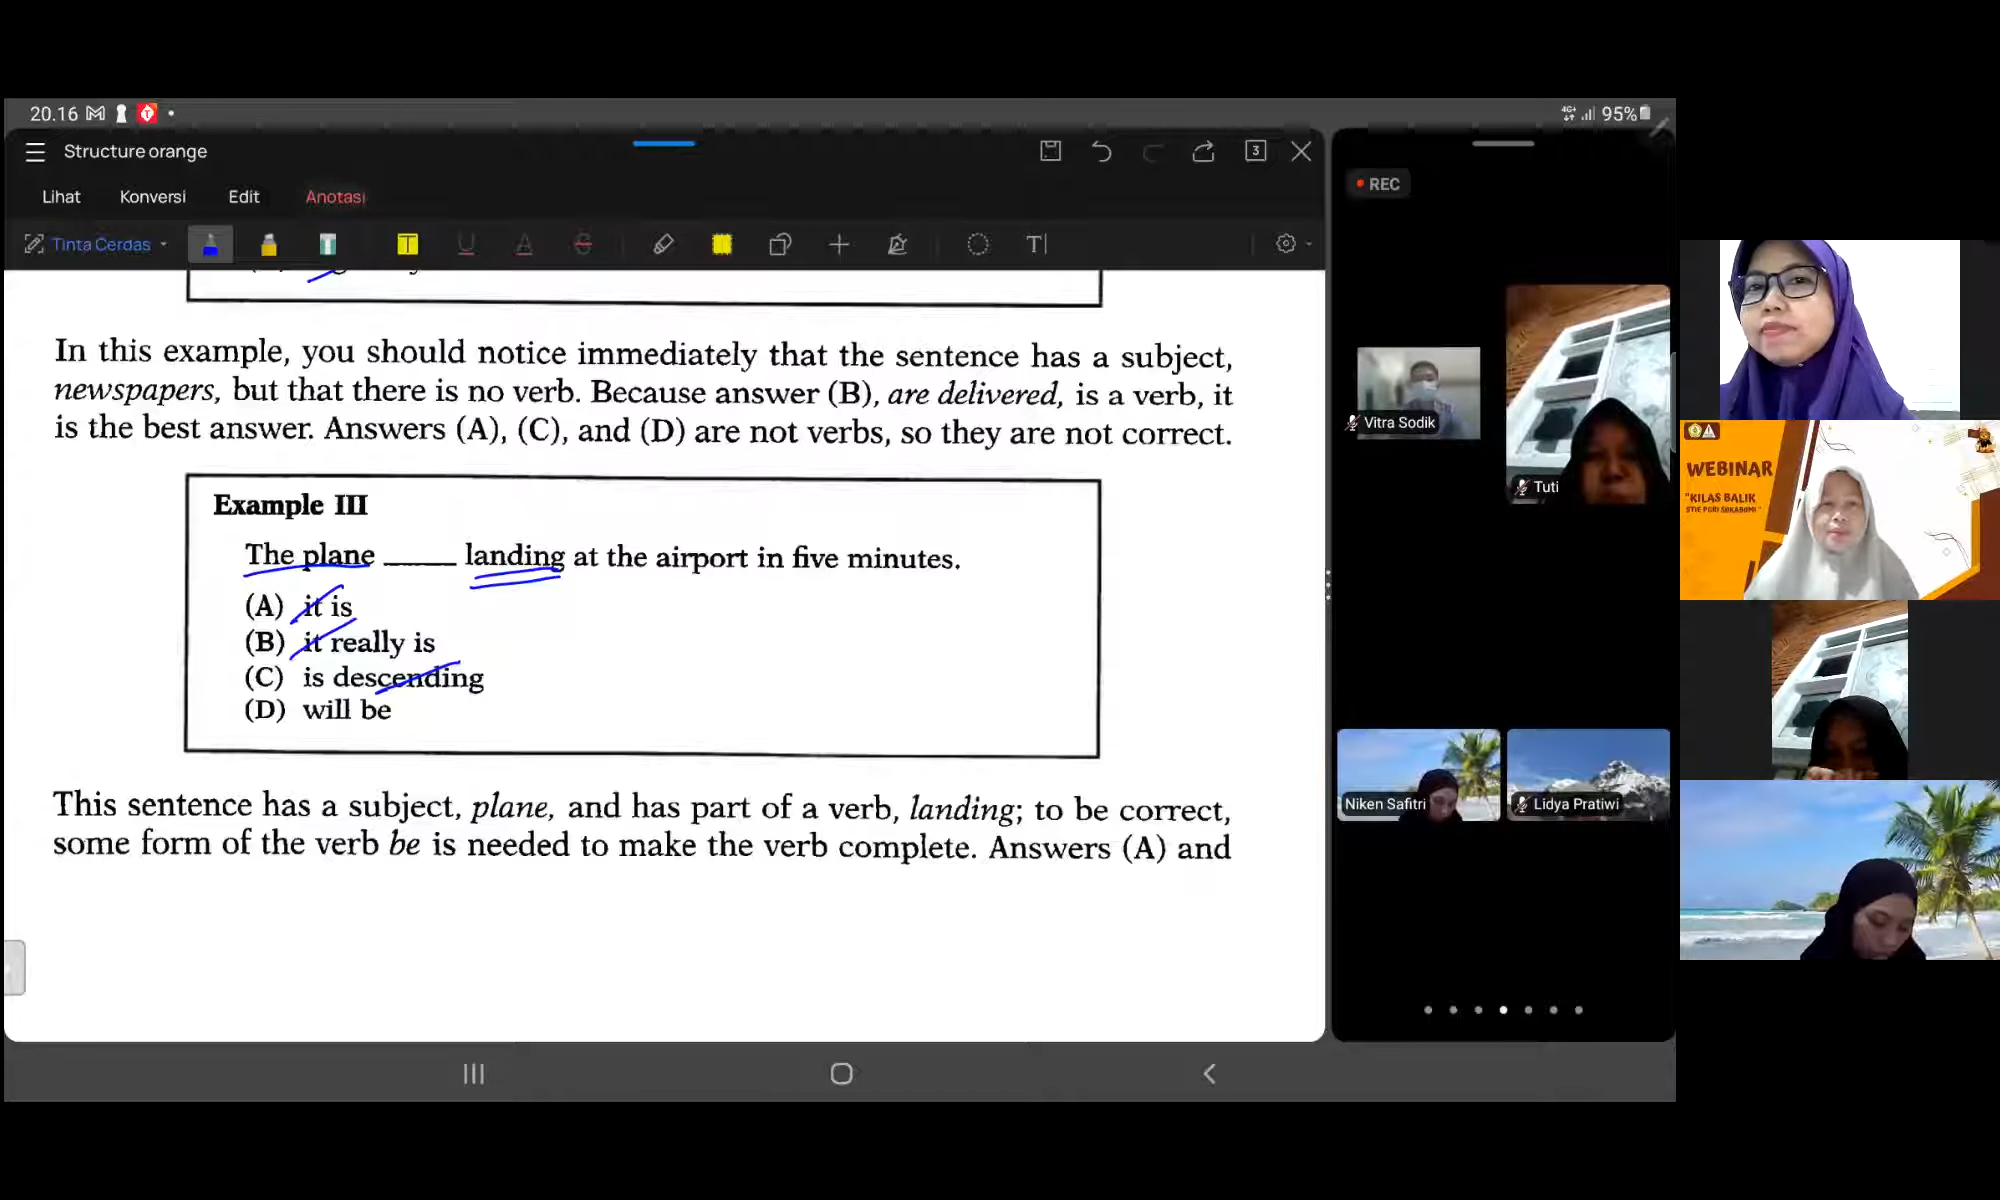 20.16
95%
Structure orange
3
Lihat Konversi Edit Anotasi
Tinta Cerdas
In this example, you should notice immediately that the sentence has a subject,
newspapers, but that there is no verb. Because answer (B), are delivered, is a verb, it
is the best answer. Answers (A), (C), and (D) are not verbs, so they are not correct.
Example III
The plane _____ landing at the airport in five minutes.
(A) it is
(B) it really is
(C) is descending
(D) will be
This sentence has a subject, plane, and has part of a verb, landing; to be correct,
some form of the verb be is needed to make the verb complete. Answers (A) and
REC
Vitra Sodik
Tuti
Niken Safitri
Lidya Pratiwi
WEBINAR
"KILAS BALIK
STIE PGRI SUKABUMI"